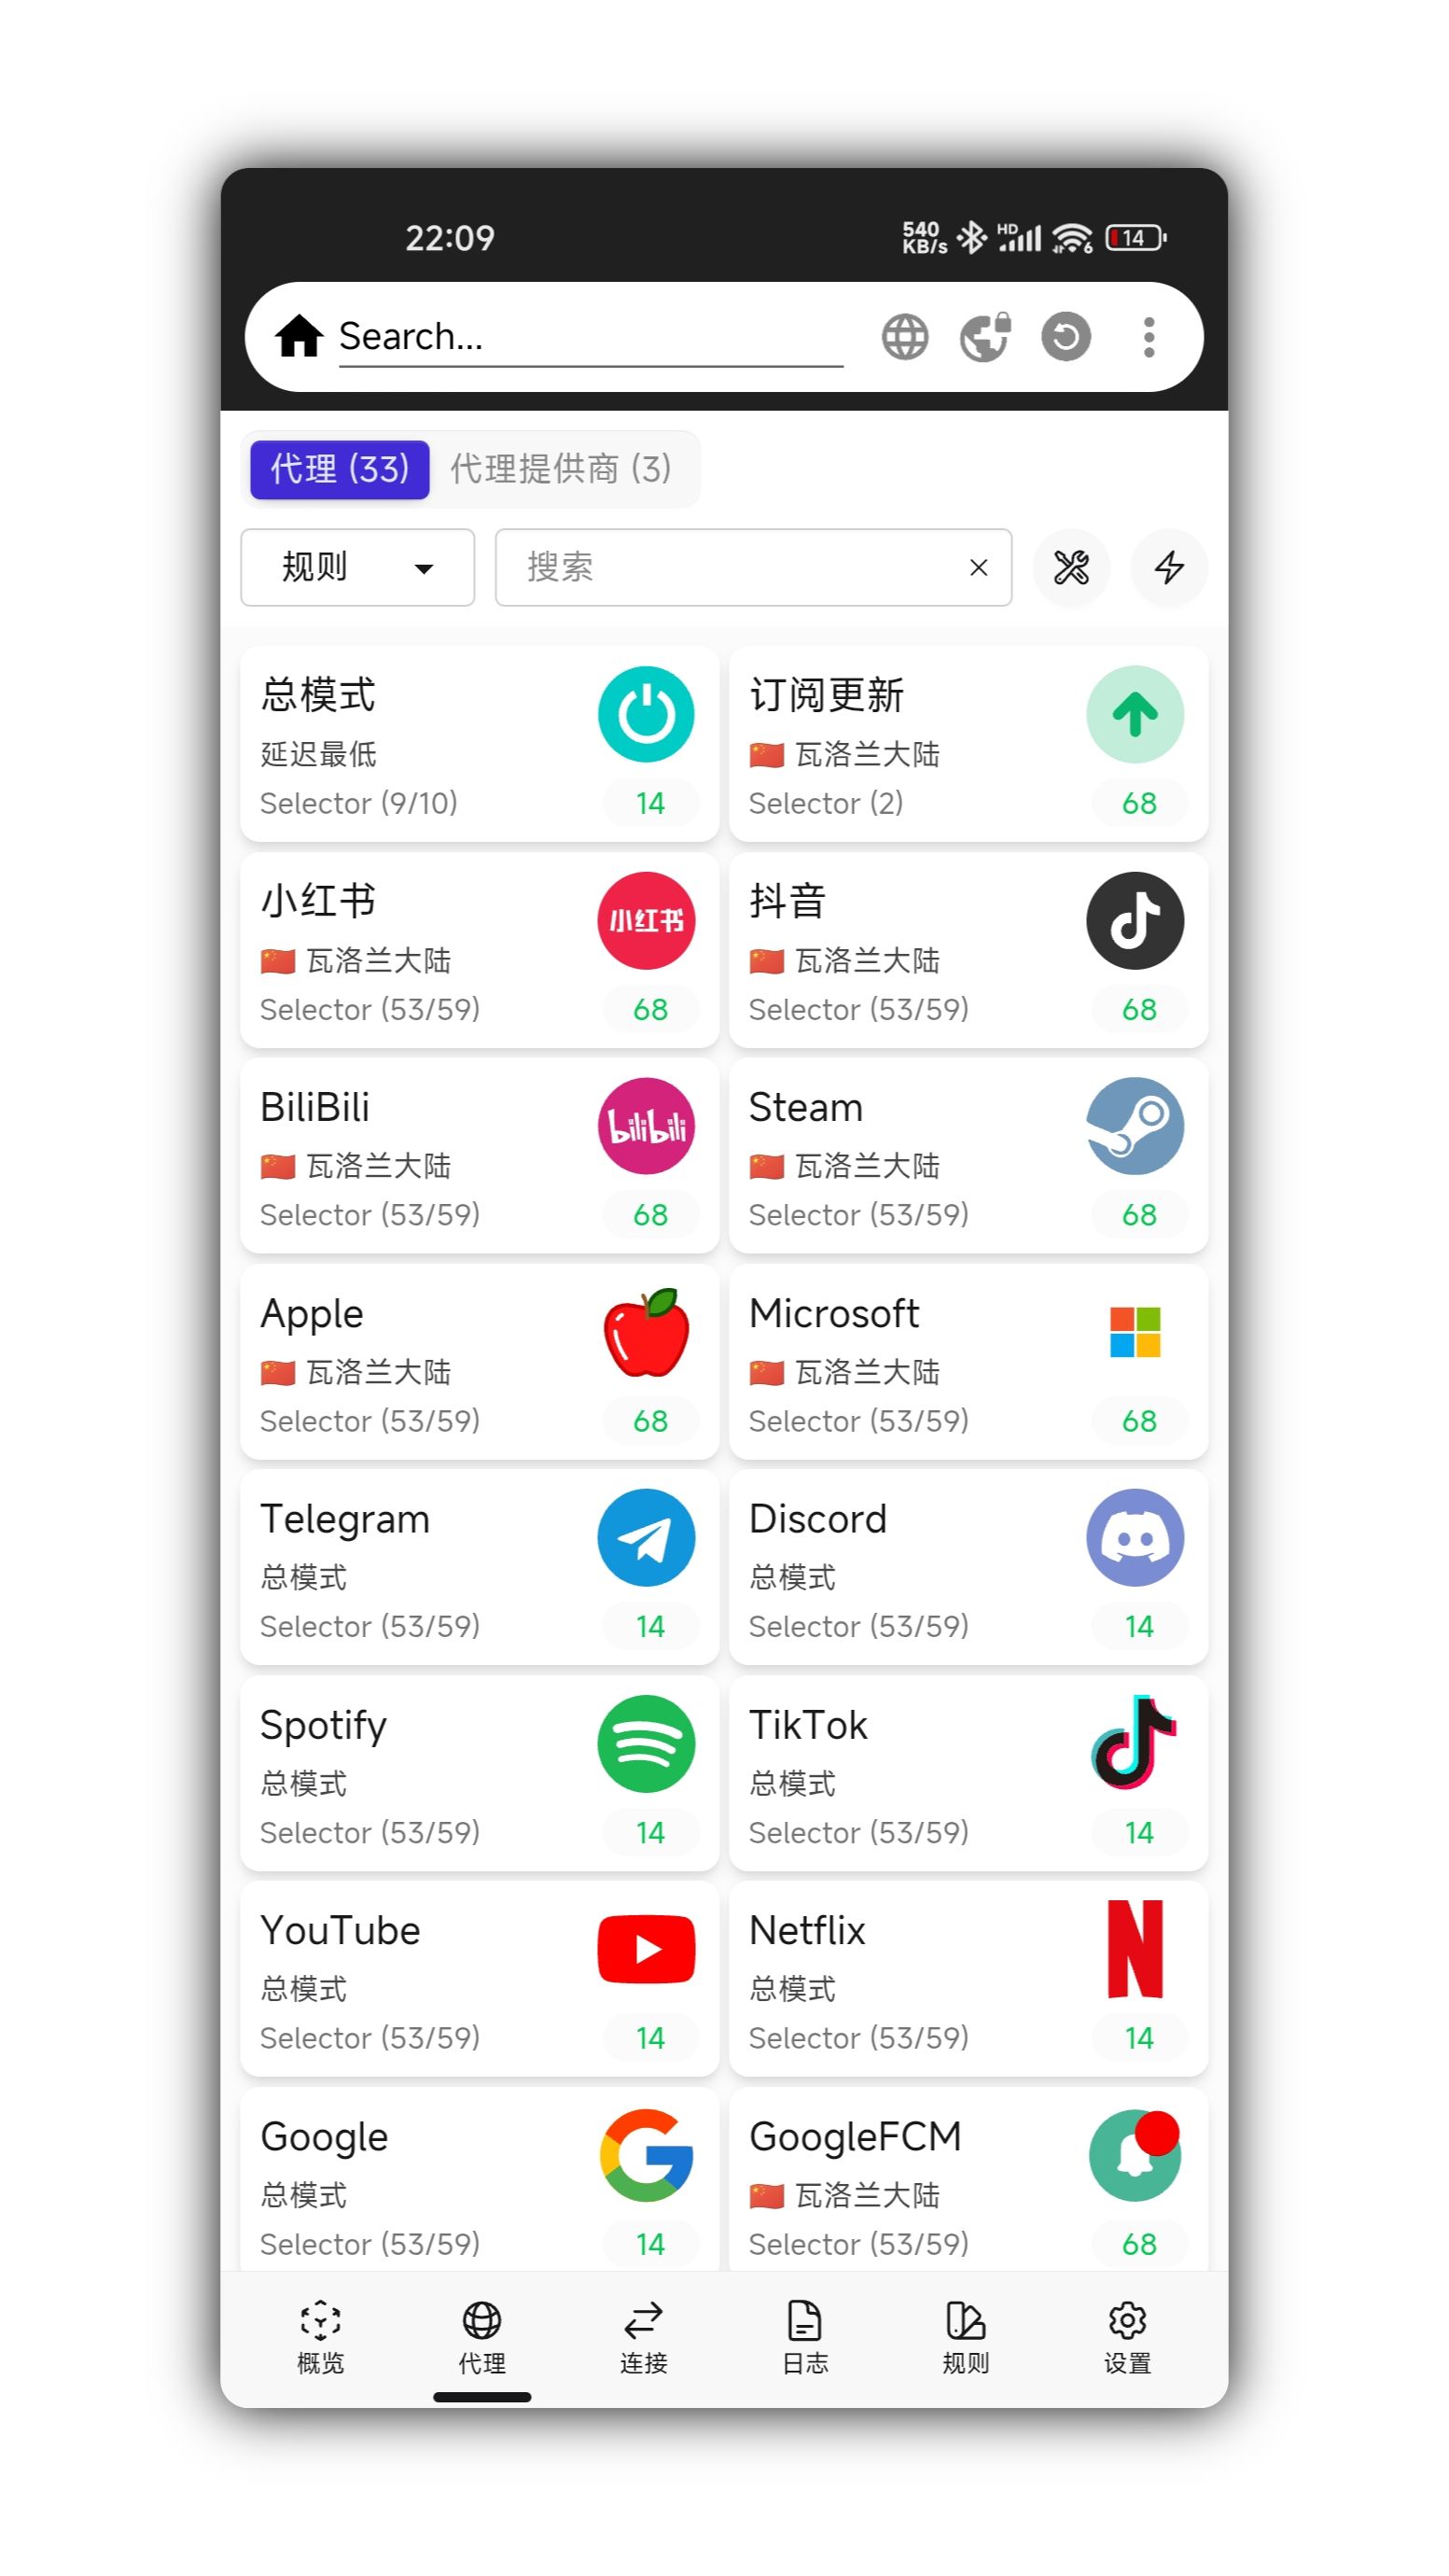 22:09
540
KB/s
HD
6
14
Search...
代理 (33)
代理提供商 (3)
规则
搜索
总模式
延迟最低
Selector (9/10)
14
订阅更新
🇨🇳 瓦洛兰大陆
Selector (2)
68
小红书
小红书
🇨🇳 瓦洛兰大陆
Selector (53/59)
68
抖音
🇨🇳 瓦洛兰大陆
Selector (53/59)
68
BiliBili
bilibili
🇨🇳 瓦洛兰大陆
Selector (53/59)
68
Steam
🇨🇳 瓦洛兰大陆
Selector (53/59)
68
Apple
🇨🇳 瓦洛兰大陆
Selector (53/59)
68
Microsoft
🇨🇳 瓦洛兰大陆
Selector (53/59)
68
Telegram
总模式
Selector (53/59)
14
Discord
总模式
Selector (53/59)
14
Spotify
总模式
Selector (53/59)
14
TikTok
总模式
Selector (53/59)
14
YouTube
总模式
Selector (53/59)
14
Netflix
N
总模式
Selector (53/59)
14
Google
G
总模式
Selector (53/59)
14
GoogleFCM
🇨🇳 瓦洛兰大陆
Selector (53/59)
68
概览
代理
连接
日志
规则
设置